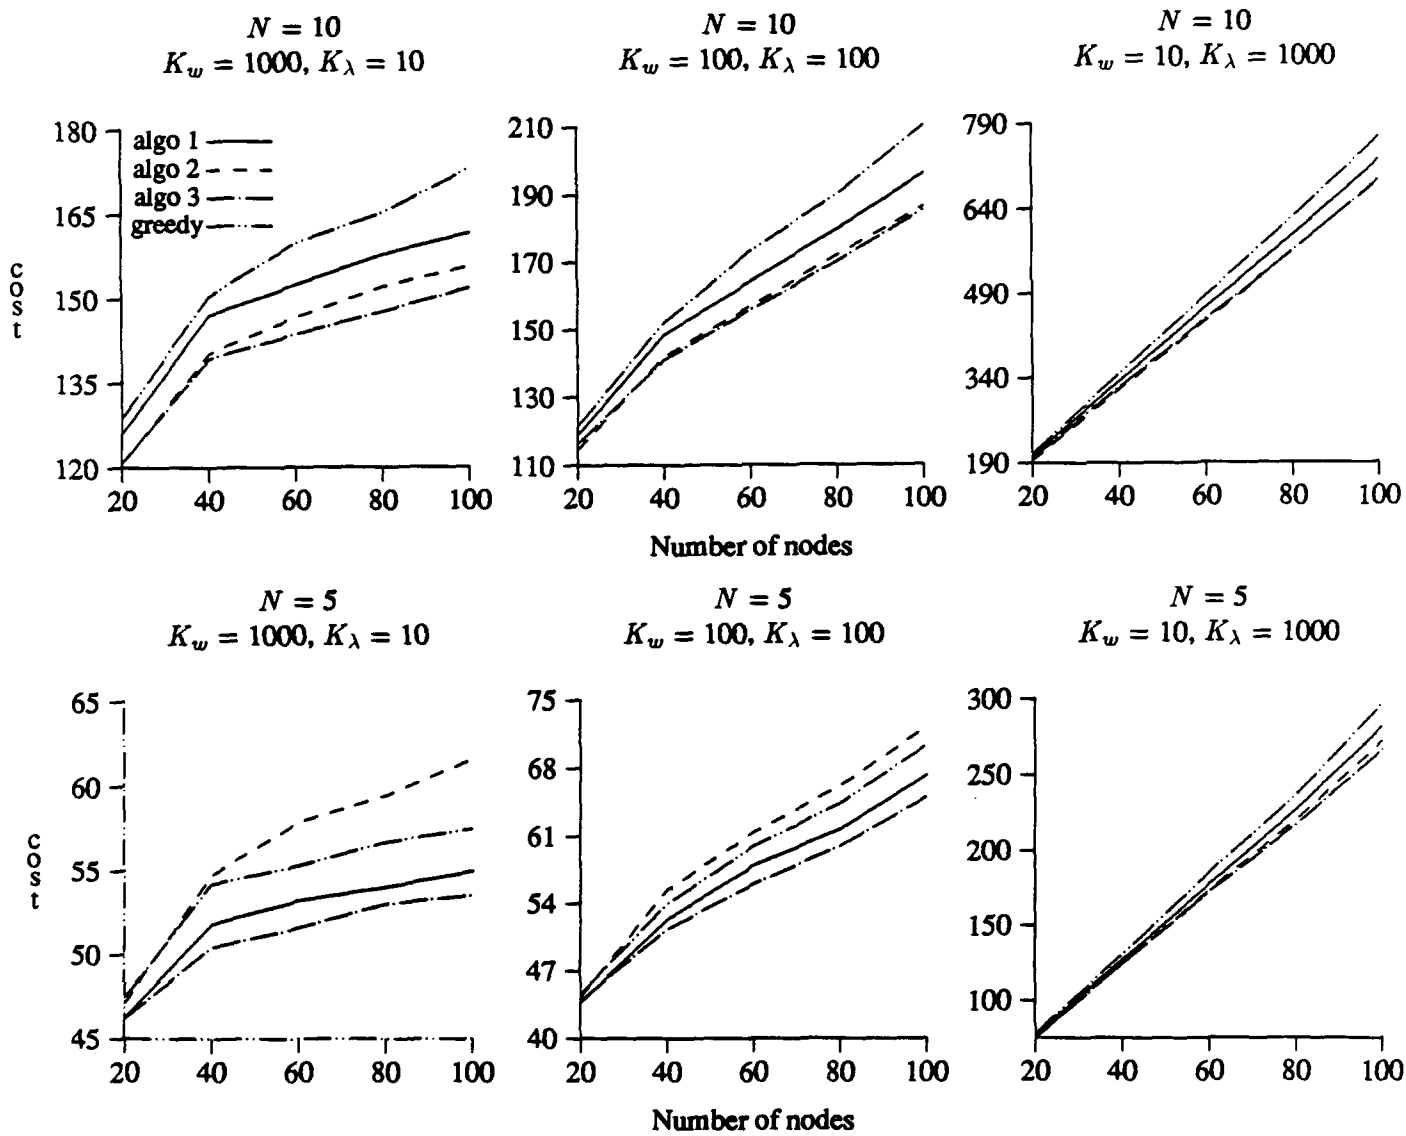 N = 10
K_w = 1000, K_λ = 10
N = 10
K_w = 100, K_λ = 100
N = 10
K_w = 10, K_λ = 1000
180
165
150
135
120
algo 1
algo 2
algo 3
greedy
cost
20 40 60 80 100
210
190
170
150
130
110
20 40 60 80 100
790
640
490
340
190
20 40 60 80 100
Number of nodes
N = 5
K_w = 1000, K_λ = 10
N = 5
K_w = 100, K_λ = 100
N = 5
K_w = 10, K_λ = 1000
65
60
55
50
45
cost
20 40 60 80 100
75
68
61
54
47
40
20 40 60 80 100
300
250
200
150
100
20 40 60 80 100
Number of nodes